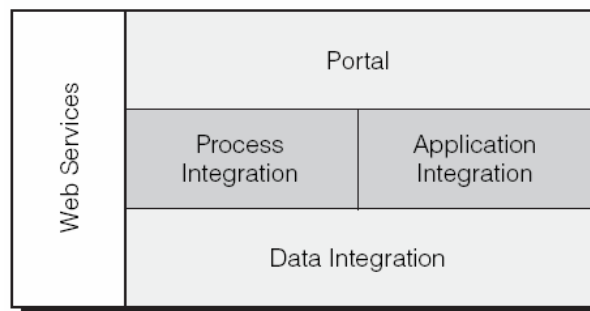 Web Services
Portal
Process
Integration
Application
Integration
Data Integration